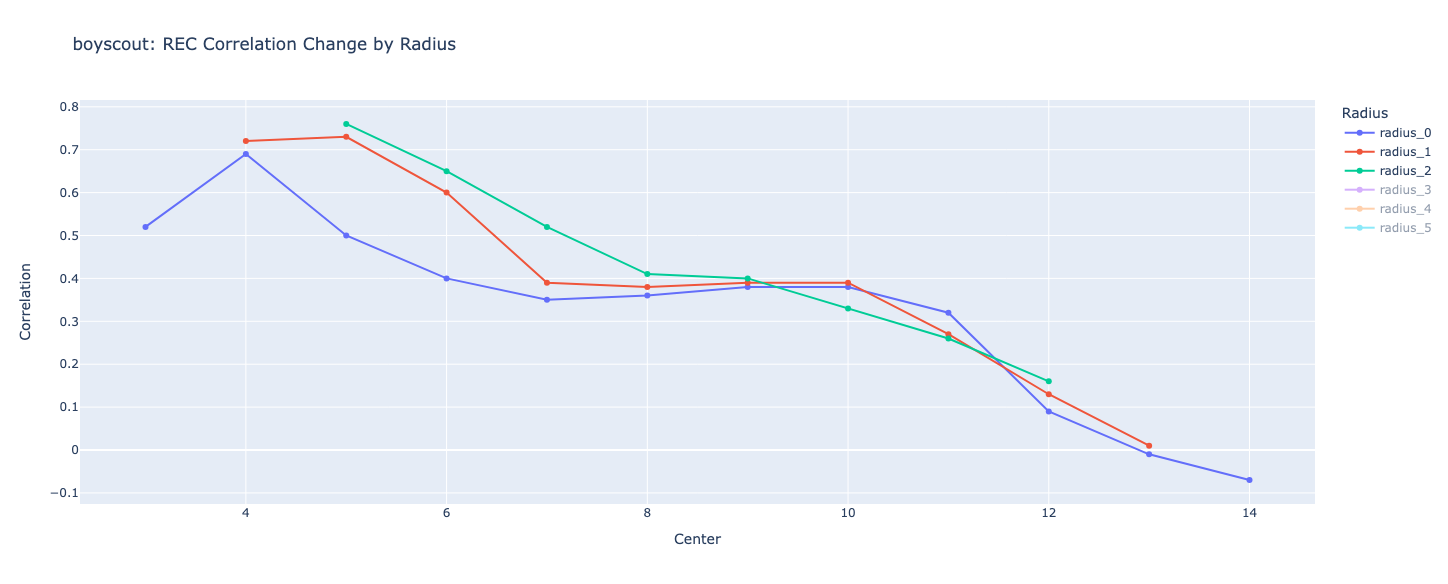 boyscout: REC Correlation Change by Radius
Radius
radius_0
radius_1
radius_2
radius_3
radius_4
radius_5
Correlation
0.8
0.7
0.6
0.5
0.4
0.3
0.2
0.1
0
−0.1
4 6 8 10 12 14
Center